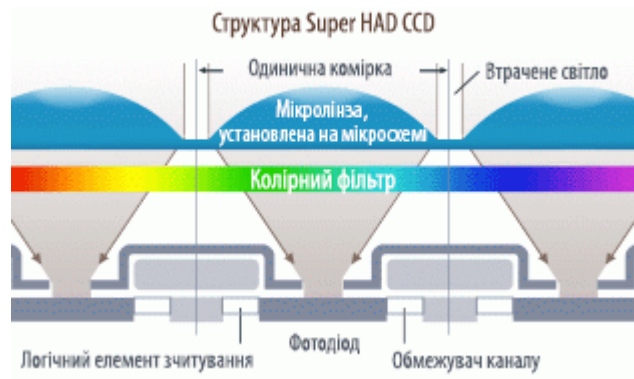 Структура Super HAD CCD
Одинична комірка
Втрачене світло
Мікролінза,
установлена на мікросхемі
Колірний фільтр
Логічний елемент зчитування
Фотодіод
Обмежувач каналу